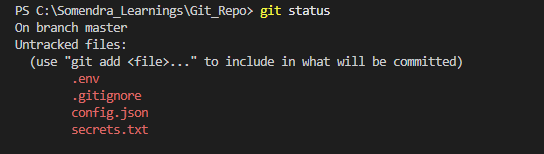 PS C:\Somendra_Learnings\Git_Repo> git status
On branch master
Untracked files:
  (use "git add <file>..." to include in what will be committed)
        .env
        .gitignore
        config.json
        secrets.txt